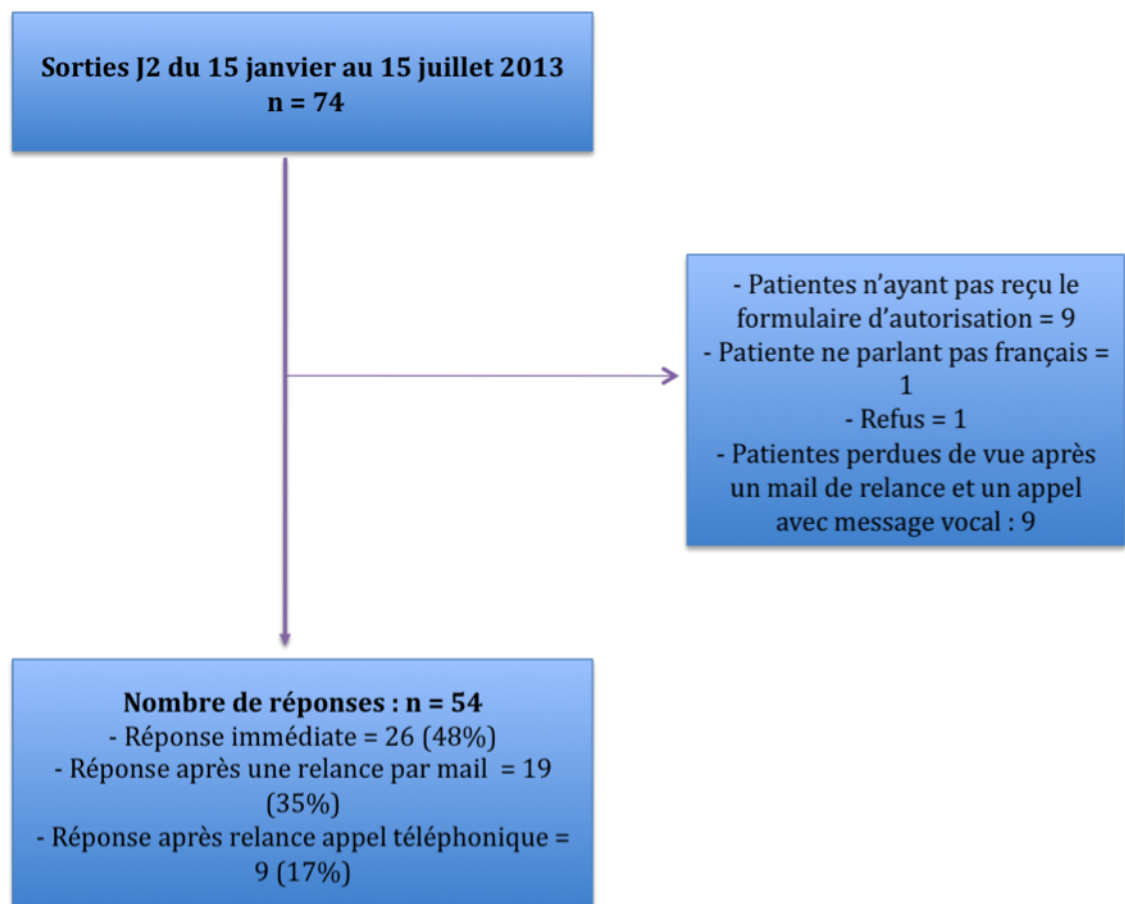 Sorties J2 du 15 janvier au 15 juillet 2013
n = 74
- Patientes n'ayant pas reçu le
formulaire d'autorisation = 9
- Patiente ne parlant pas français =
1
- Refus = 1
- Patientes perdues de vue après
un mail de relance et un appel
avec message vocal : 9
Nombre de réponses : n = 54
- Réponse immédiate = 26 (48%)
- Réponse après une relance par mail = 19
(35%)
- Réponse après relance appel téléphonique =
9 (17%)